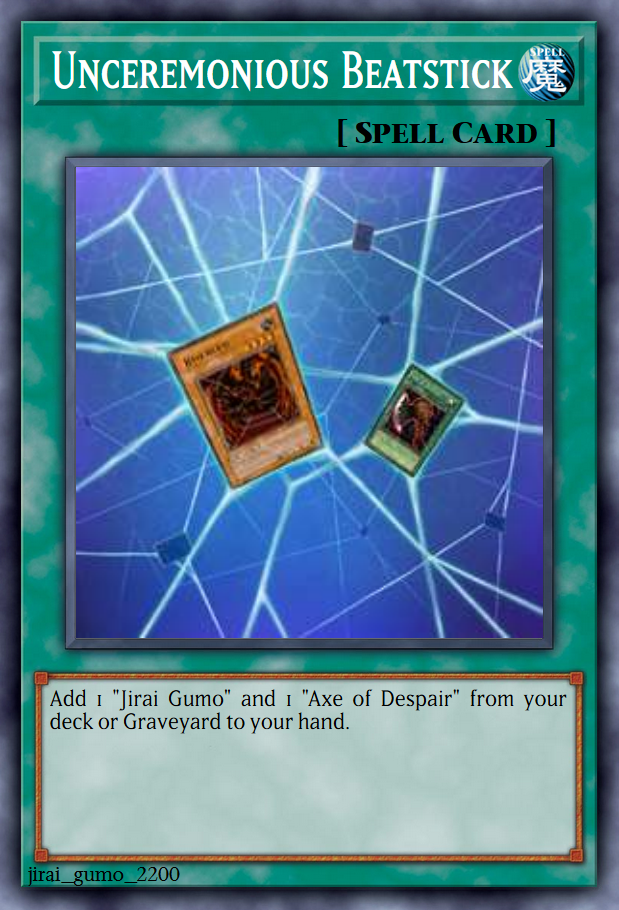 Unceremonious Beatstick
SPELL
魔
[ Spell Card ]
Add 1 "Jirai Gumo" and 1 "Axe of Despair" from your
deck or Graveyard to your hand.
jirai_gumo_2200